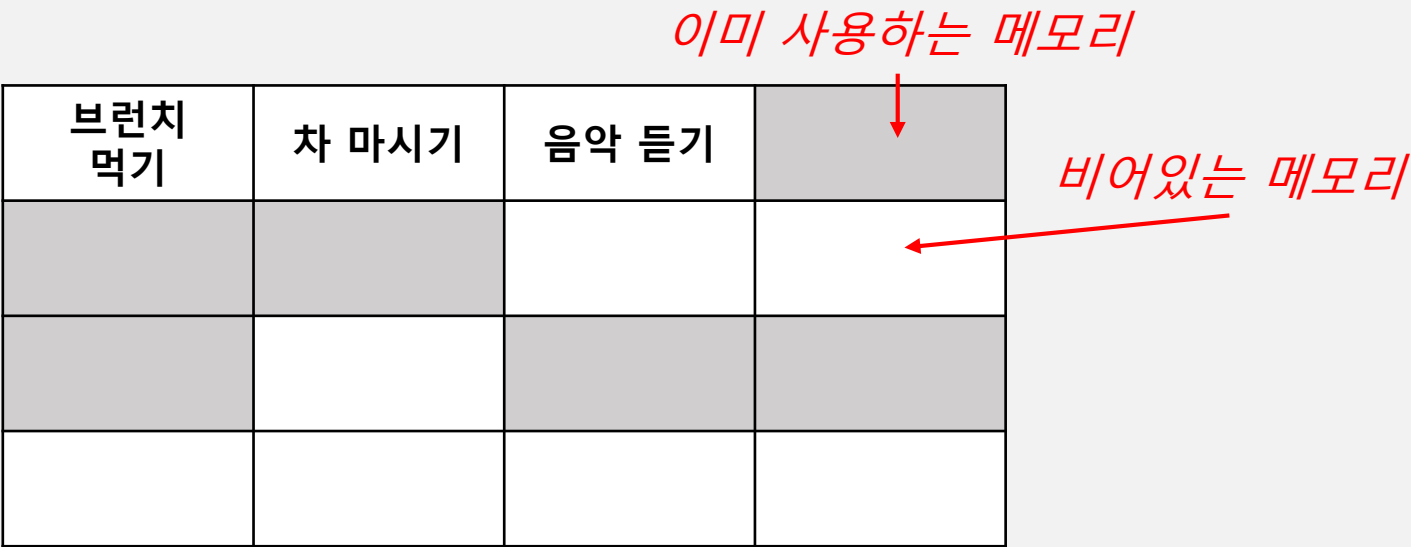 이미 사용하는 메모리
브런치
먹기
차 마시기
음악 듣기
비어있는 메모리